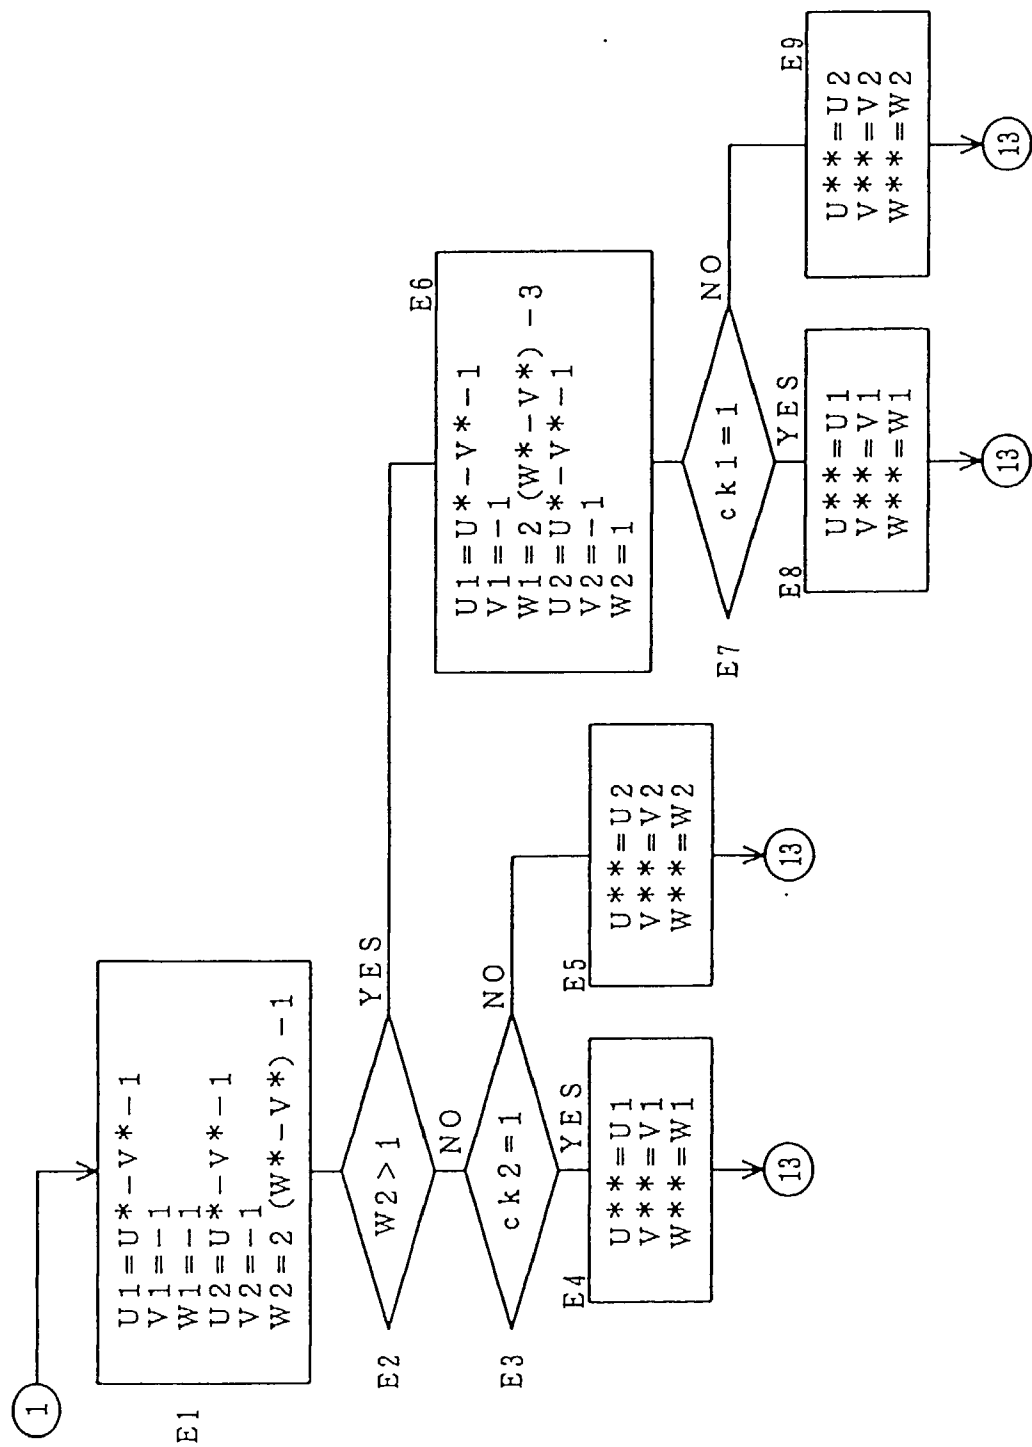 1
E1
U1=U*-V*-1
V1=-1
W1=-1
U2=U*-V*-1
V2=-1
W2=2(W*-V*)-1
E2
W2>1
YES
NO
E3
ck2=1
NO
YES
E4
U**=U1
V**=V1
W**=W1
13
E5
U**=U2
V**=V2
W**=W2
13
E6
U1=U*-V*-1
V1=-1
W1=2(W*-V*)-3
U2=U*-V*-1
V2=-1
W2=1
E7
ck1=1
NO
YES
E8
U**=U1
V**=V1
W**=W1
13
E9
U**=U2
V**=V2
W**=W2
13